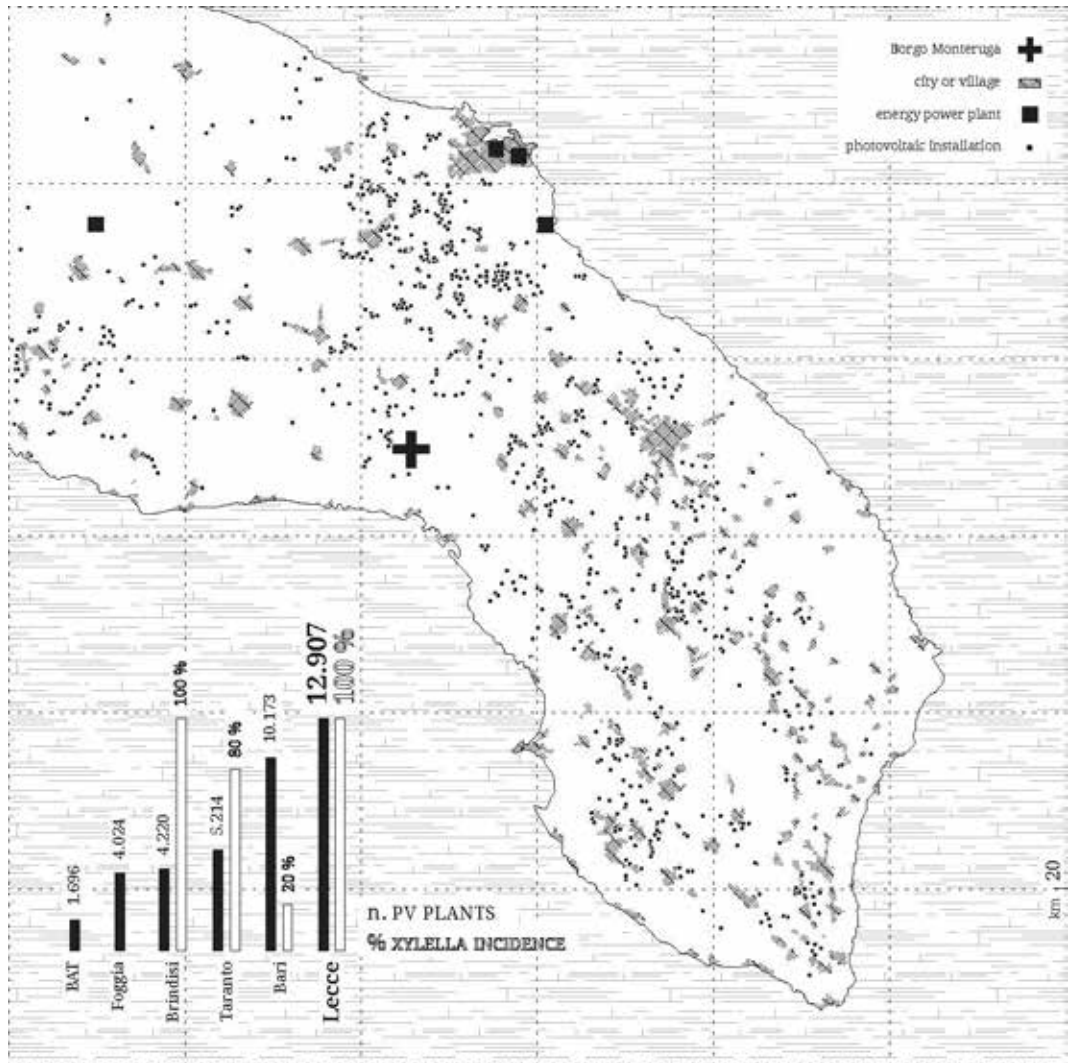 Borgo Monteruga
city or village
energy power plant
photovoltaic installation
12.907
100 %
100 %
10.173
80 %
5.214
4.220
4.024
20 %
1.696
20
km
n. PV PLANTS
% XYLELLA INCIDENCE
BAT
Foggia
Brindisi
Taranto
Bari
Lecce